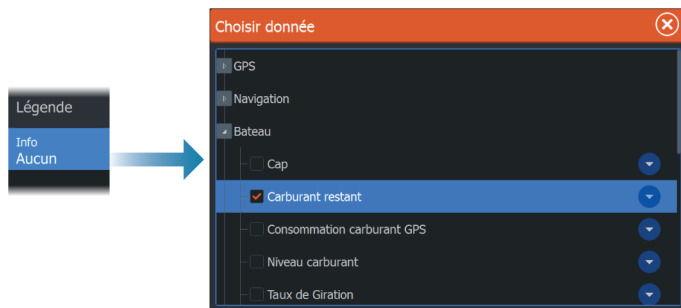 Légende
Info
Aucun
Choisir donnée
GPS
Navigation
Bateau
Cap
Carburant restant
Consommation carburant GPS
Niveau carburant
Taux de Giration